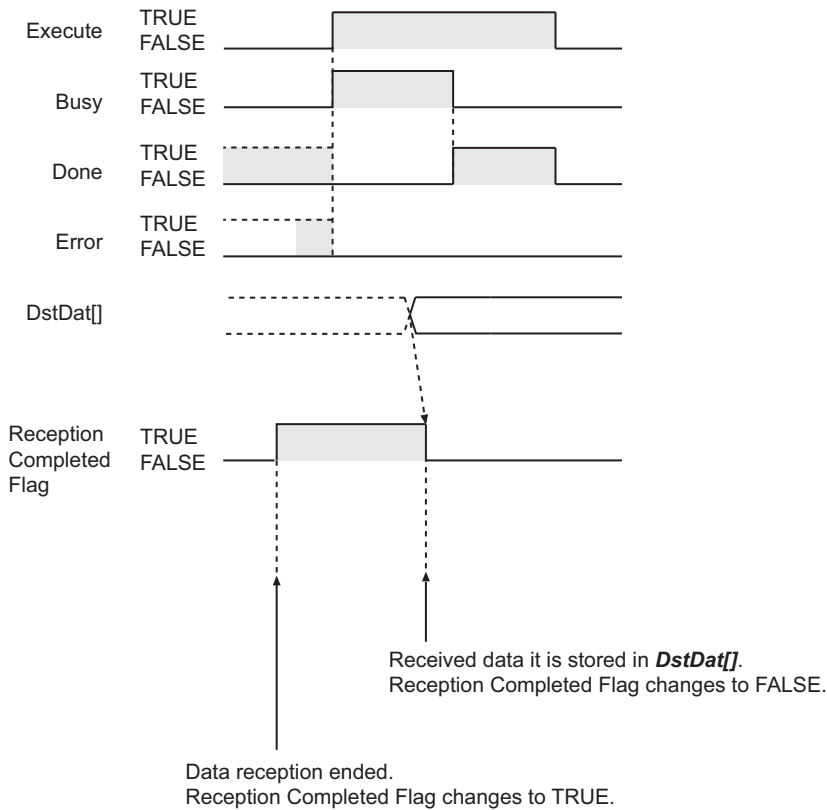 Execute TRUE
FALSE
Busy TRUE
FALSE
Done TRUE
FALSE
Error TRUE
FALSE
DstDat[]
Reception
Completed
Flag
TRUE
FALSE
Received data it is stored in DstDat[].
Reception Completed Flag changes to FALSE.
Data reception ended.
Reception Completed Flag changes to TRUE.